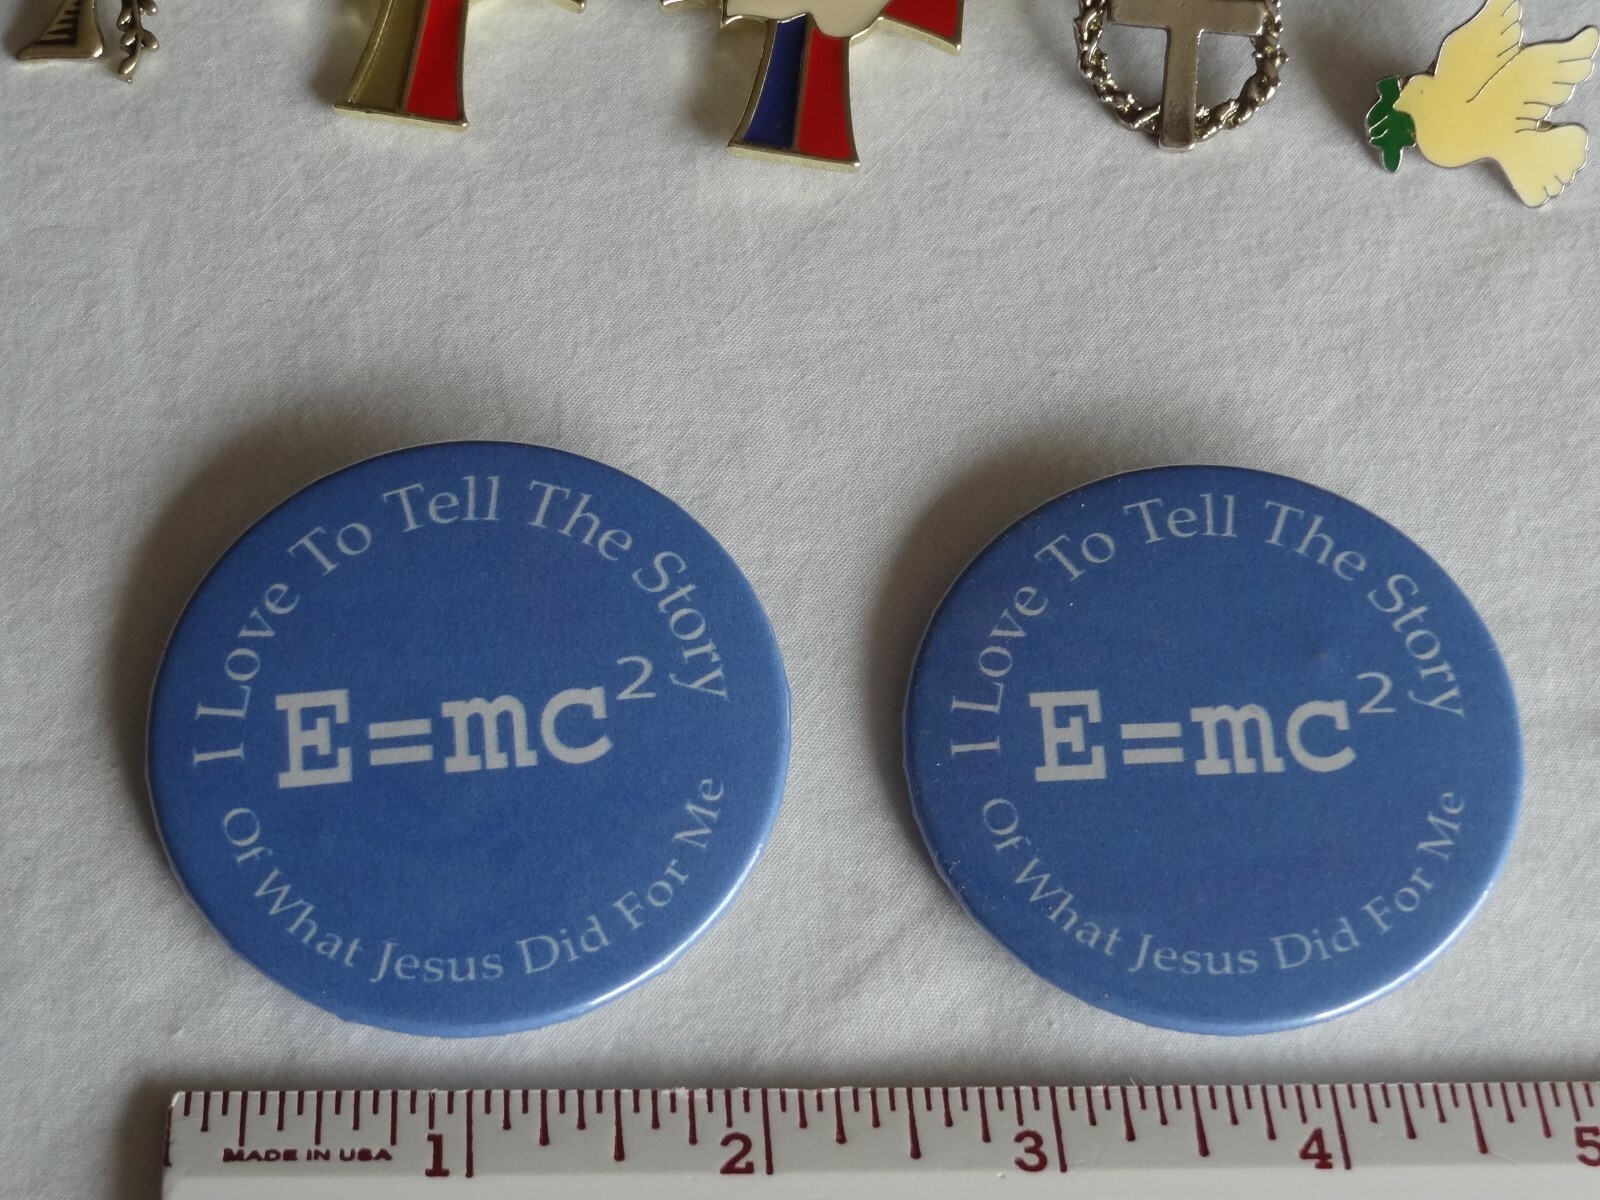 I Love To Tell The Story
E=mc²
Of What Jesus Did For Me
I Love To Tell The Story
E=mc²
Of What Jesus Did For Me
1 2 3 4 5
MADE IN USA